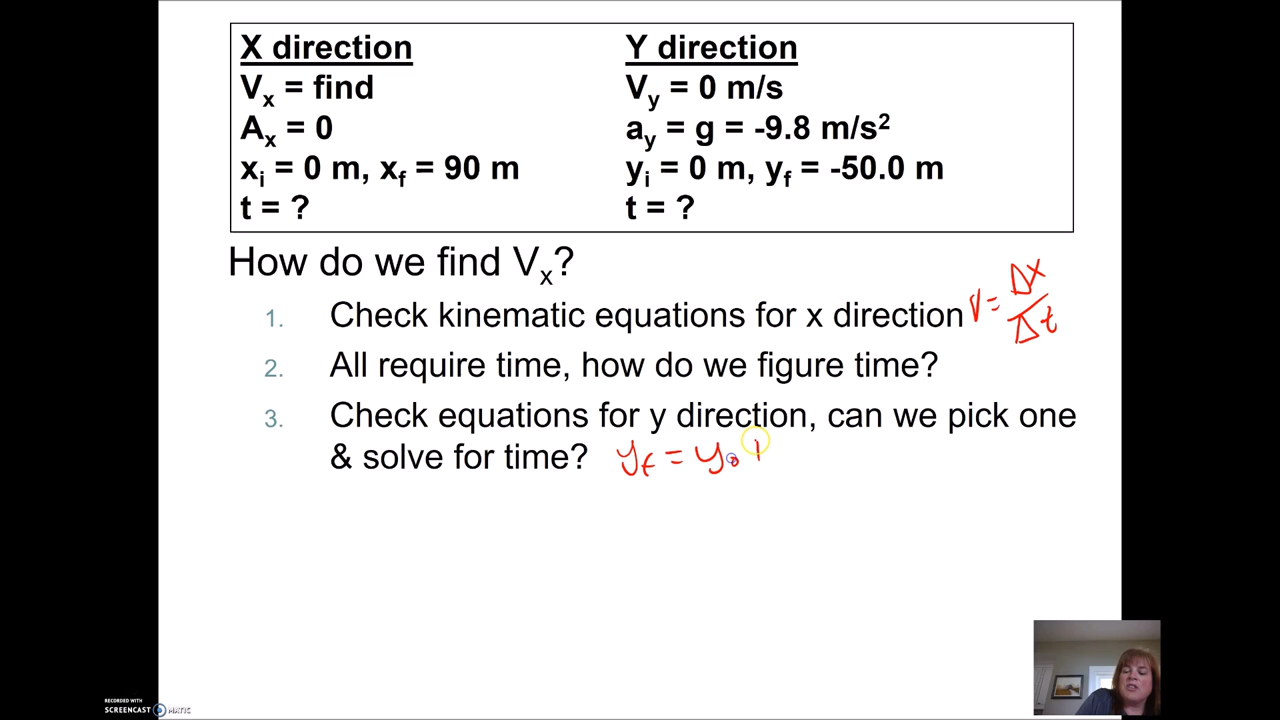 X direction
Vx = find
Ax = 0
xi = 0 m, xf = 90 m
t = ?
Y direction
Vy = 0 m/s
ay = g = -9.8 m/s²
yi = 0 m, yf = -50.0 m
t = ?
How do we find Vx?
1. Check kinematic equations for x direction V = Δx/Δt
2. All require time, how do we figure time?
3. Check equations for y direction, can we pick one
& solve for time? yf = y₀
RECORDED WITH
SCREENCAST MATIC